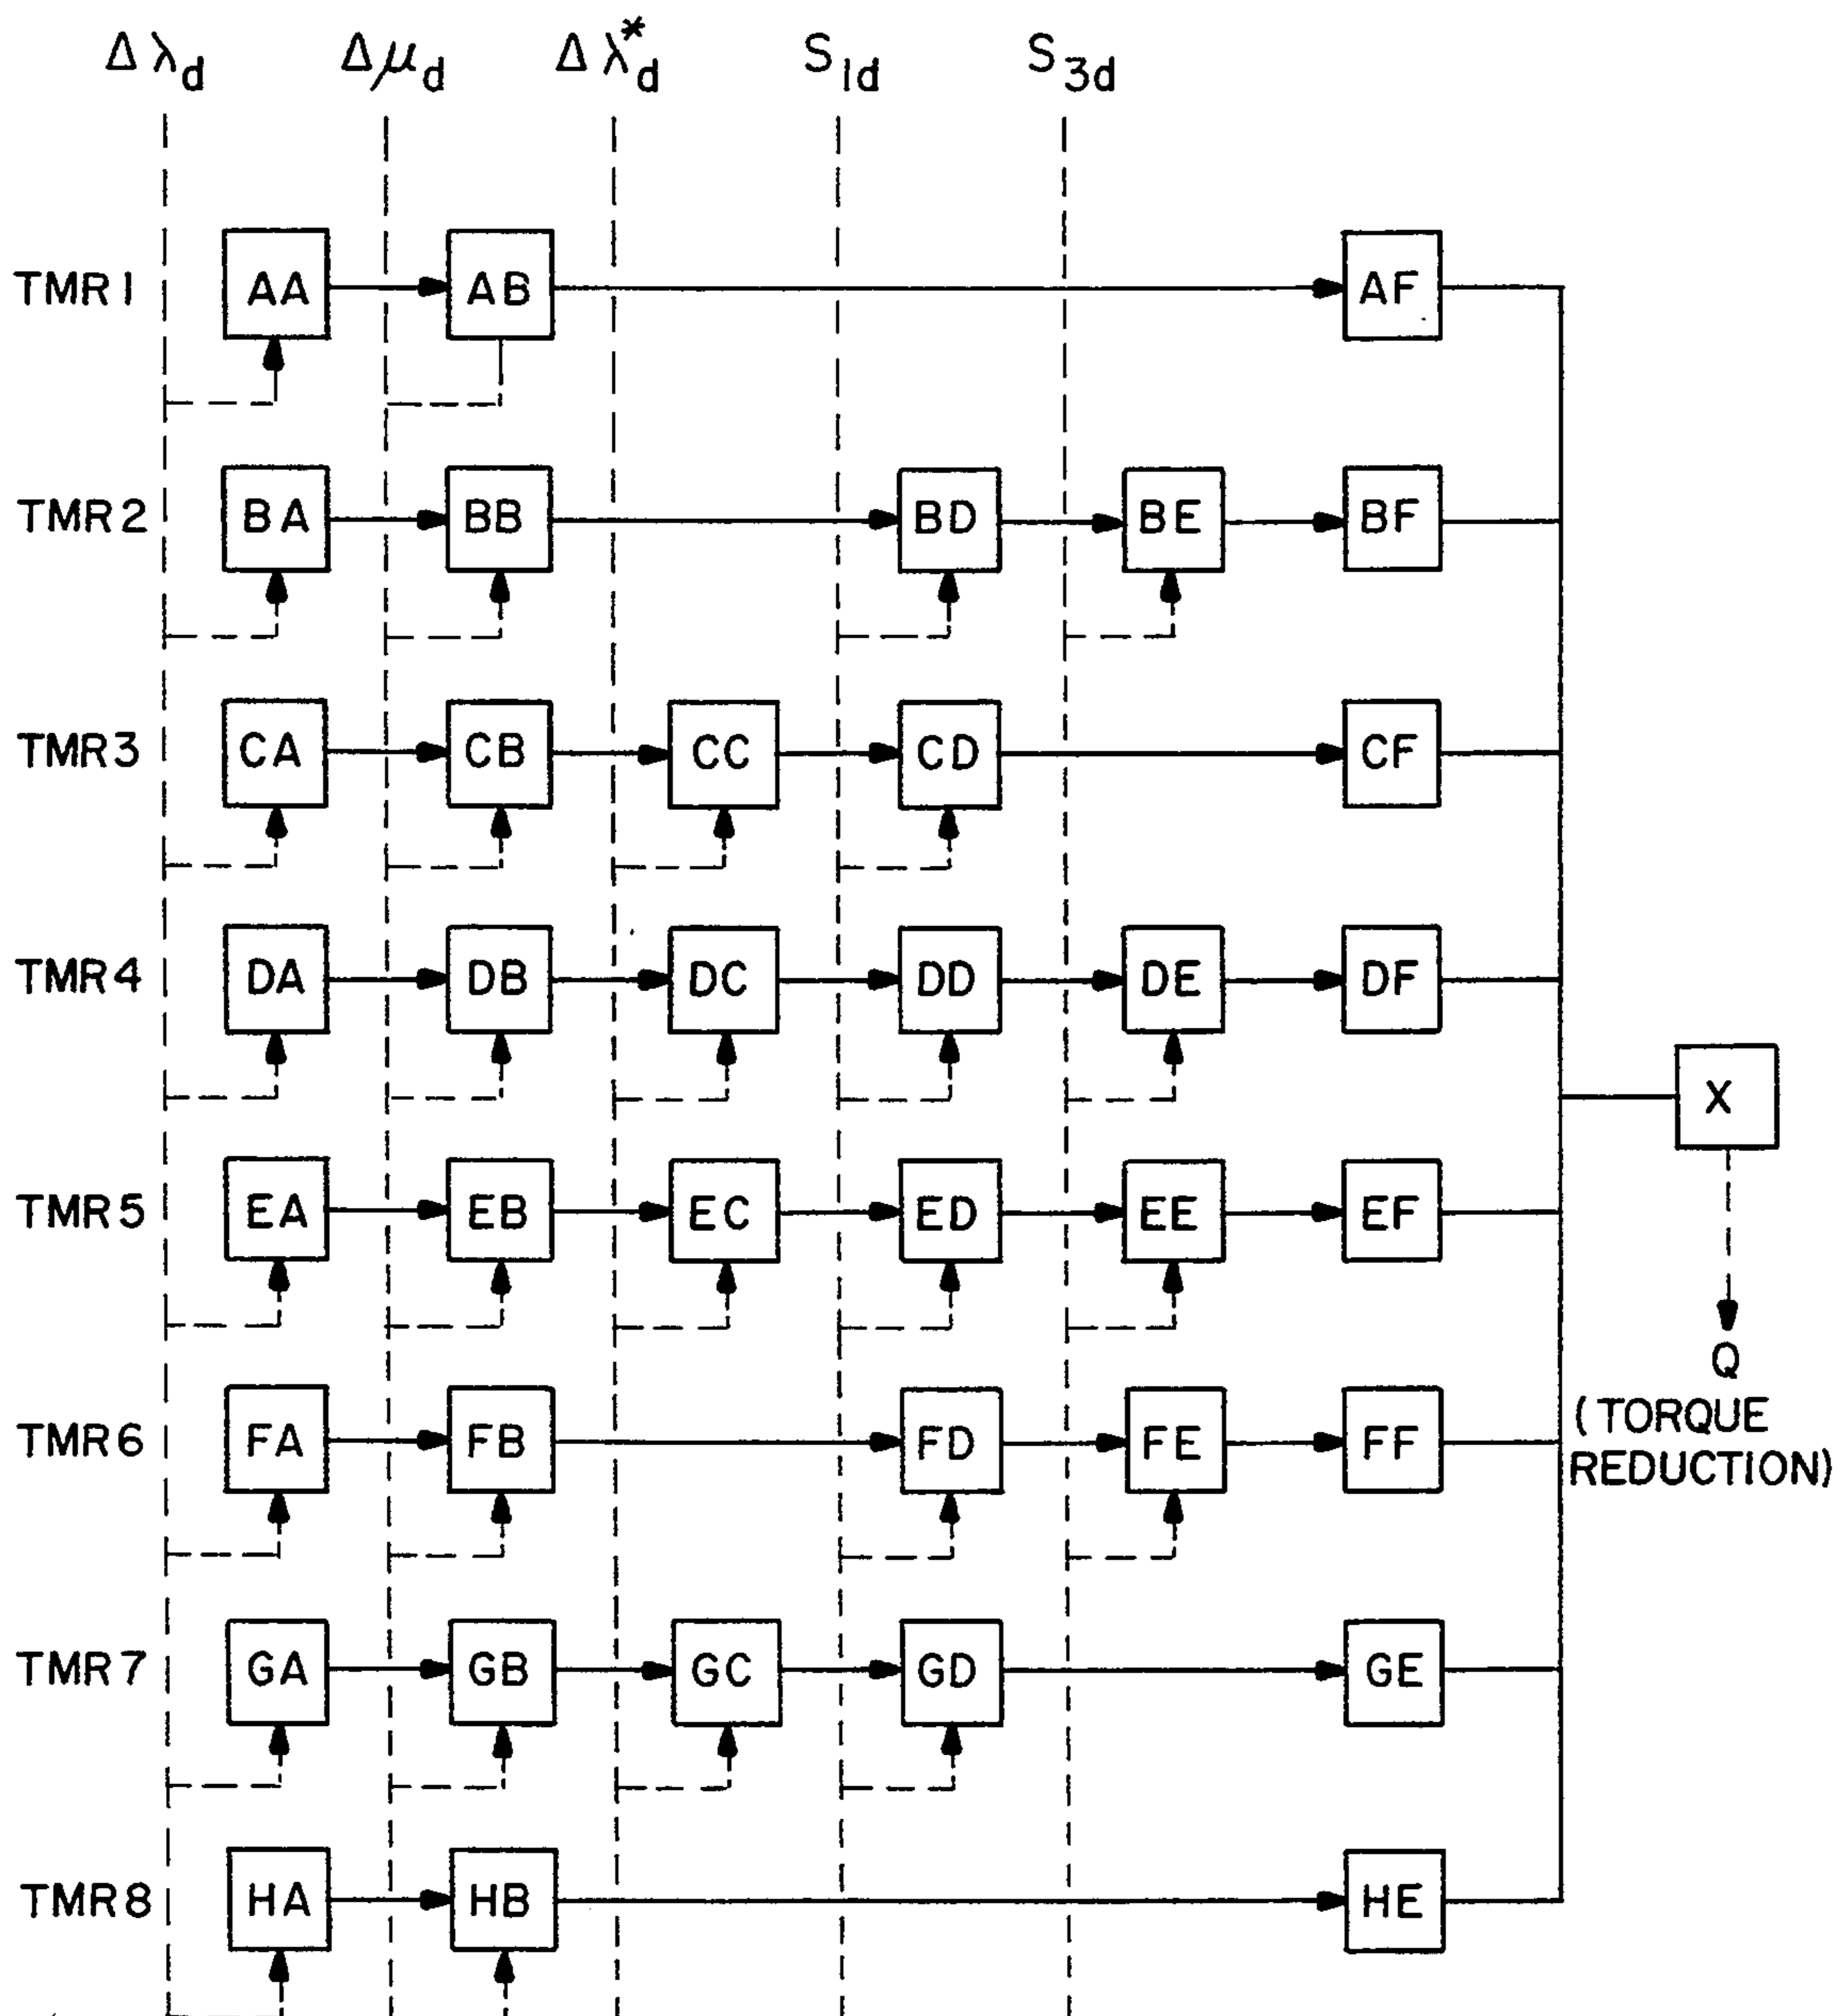 Δλd Δμd Δλ*d S1d S3d
TMR1 AA AB AF
TMR2 BA BB BD BE BF
TMR3 CA CB CC CD CF
TMR4 DA DB DC DD DE DF
X
TMR5 EA EB EC ED EE EF
Q
(TORQUE
REDUCTION)
TMR6 FA FB FD FE FF
TMR7 GA GB GC GD GE
TMR8 HA HB HE